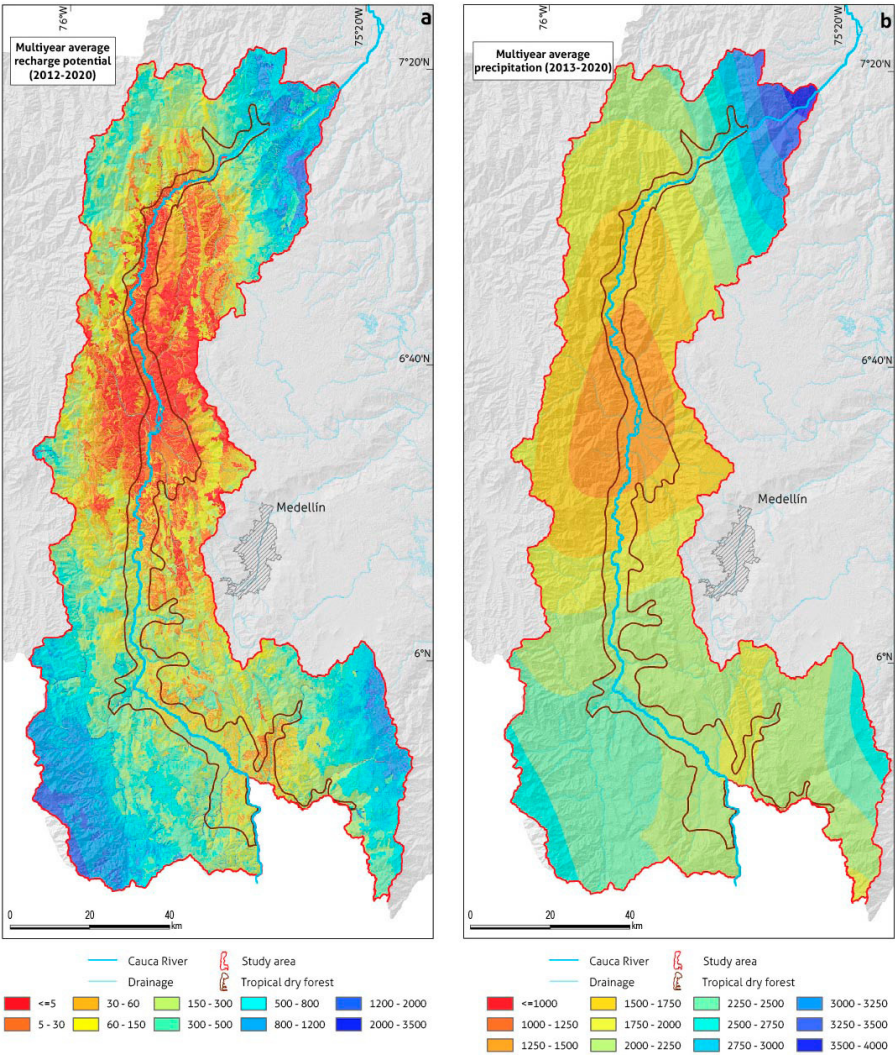 a
Multiyear average
recharge potential
(2012-2020)
76°W
75°20'W
7°20'N
6°40'N
6°N
Medellín
0 20 40
km
Cauca River
Study area
Drainage
Tropical dry forest
<=5
30 - 60
150 - 300
500 - 800
1200 - 2000
5 - 30
60 - 150
300 - 500
800 - 1200
2000 - 3500
b
Multiyear average
precipitation (2013-2020)
76°W
75°20'W
7°20'N
6°40'N
6°N
Medellín
0 20 40
km
Cauca River
Study area
Drainage
Tropical dry forest
<=1000
1500 - 1750
2250 - 2500
3000 - 3250
1000 - 1250
1750 - 2000
2500 - 2750
3250 - 3500
1250 - 1500
2000 - 2250
2750 - 3000
3500 - 4000